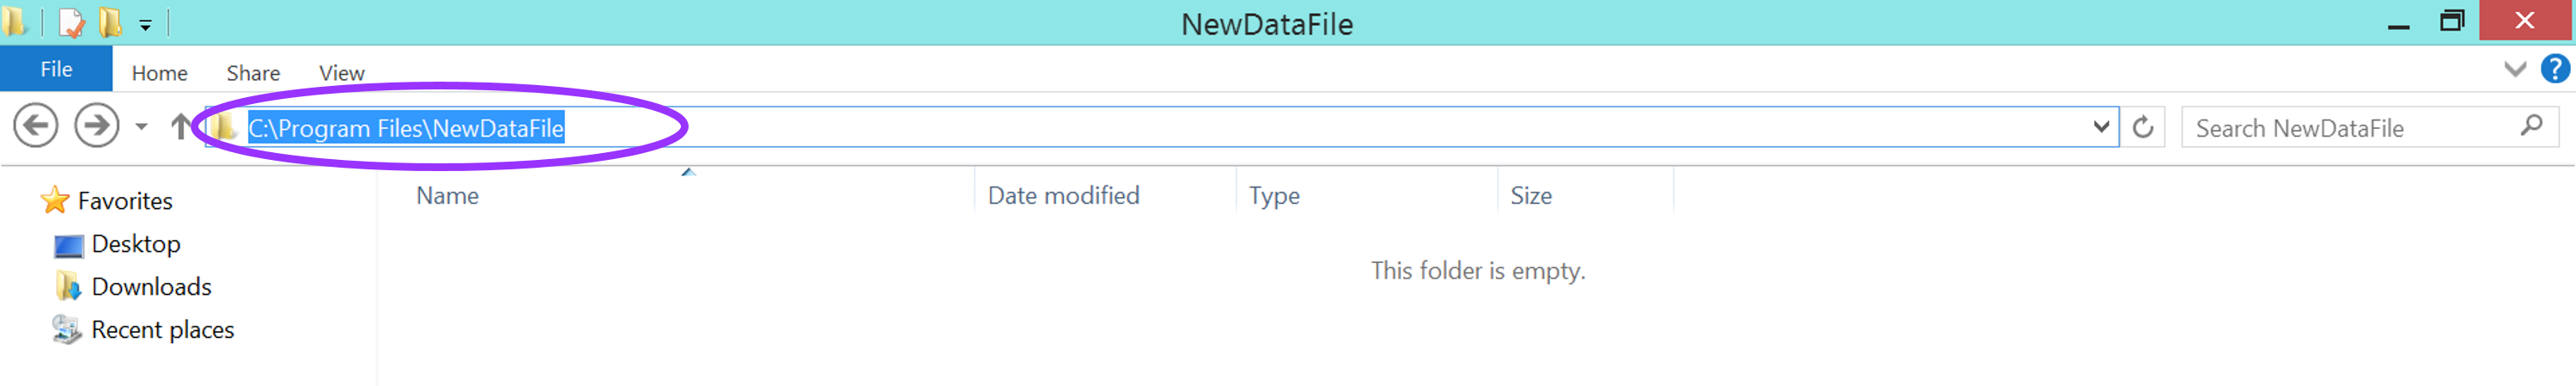 NewDataFile
File Home Share View
?
C:\Program Files\NewDataFile
Search NewDataFile
Name Date modified Type Size
Favorites
Desktop
Downloads
Recent places
This folder is empty.